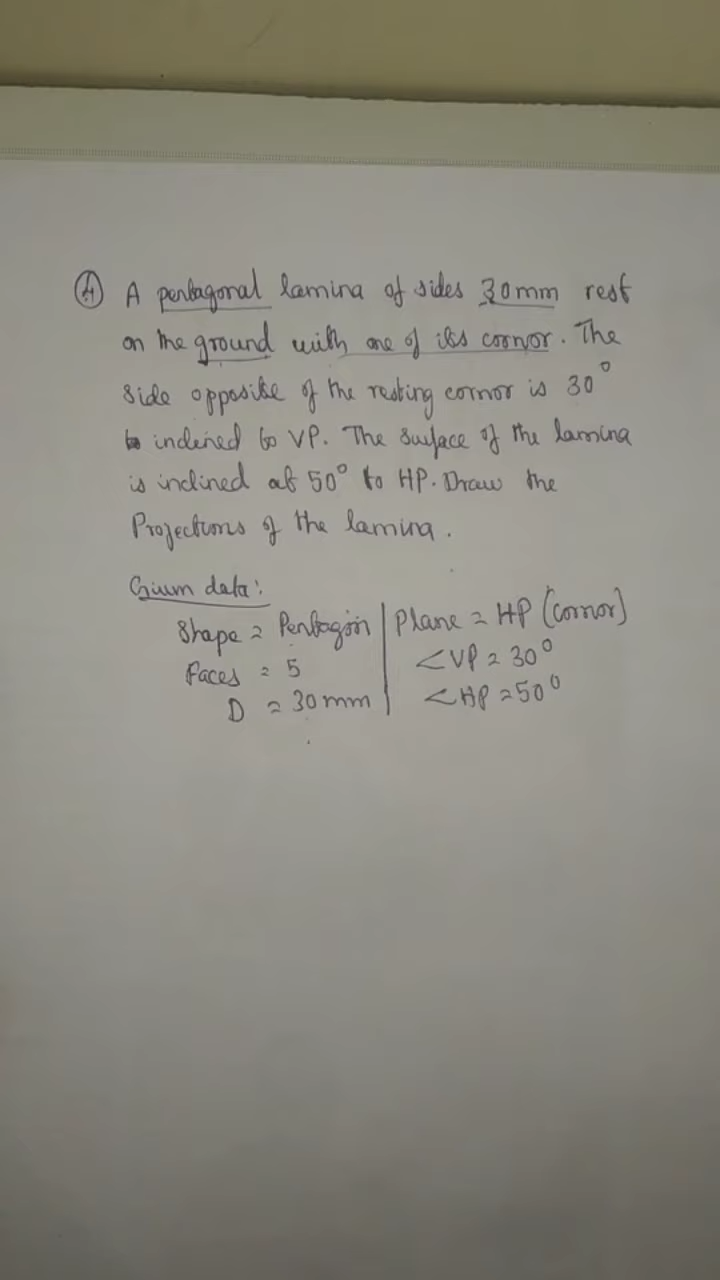 ④ A pentagonal lamina of sides 30mm rest
on the ground with one of its cornor. The
side opposite of the resting cornor is 30°
inclined to VP. The surface of the lamina
is inclined at 50° to HP. Draw the
Projections of the lamina.
Given data:
Shape = Pentagon | Plane = HP (cornor)
Faces = 5 | <VP = 30°
D = 30mm | <HP = 50°